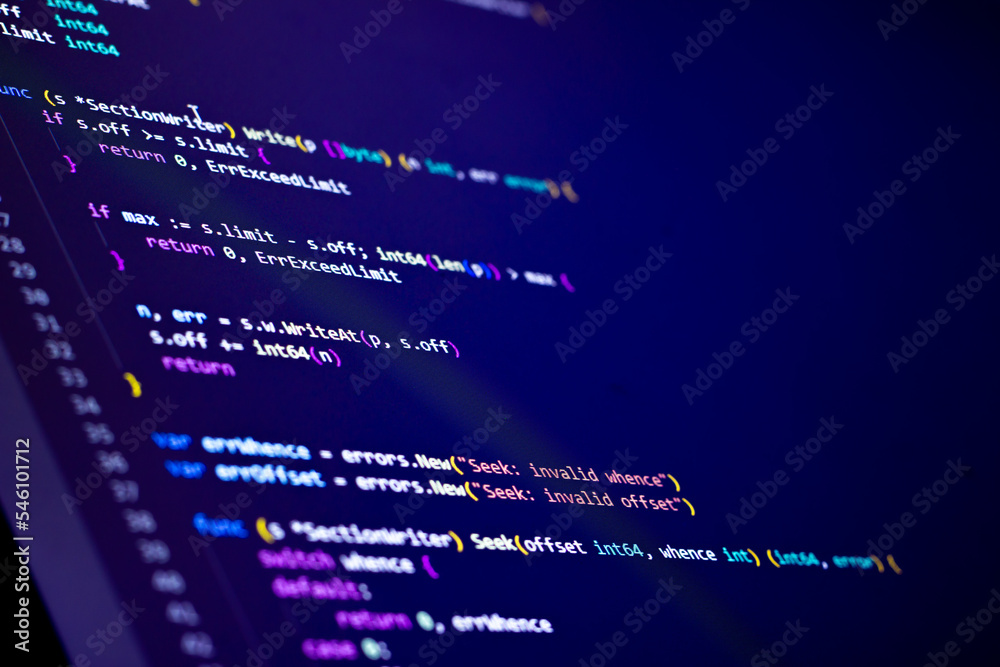 off int64
limit int64
func (s *SectionWriter) Write(p []byte) (n int, err error) {
if s.off >= s.limit {
return 0, ErrExceedLimit
}
if max := s.limit - s.off; int64(len(p)) > max {
return 0, ErrExceedLimit
}
n, err = s.w.WriteAt(p, s.off)
s.off += int64(n)
return
}
var errWhence = errors.New("Seek: invalid whence")
var errOffset = errors.New("Seek: invalid offset")
func (s *SectionWriter) Seek(offset int64, whence int) (int64, error) {
switch whence {
default:
return 0, errWhence
case 0:
27
28
29
30
31
32
33
34
35
36
37
38
39
40
41
42
Adobe Stock | #546101712